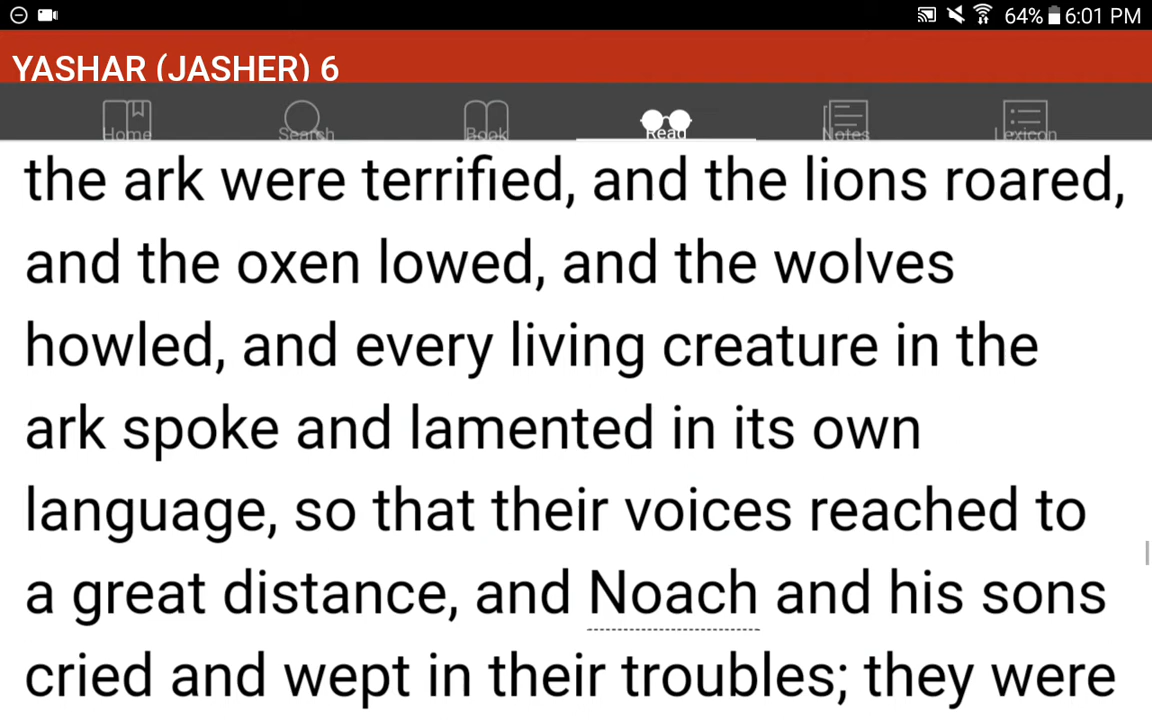 64% 6:01 PM
YASHAR (JASHER) 6
Home Search Book Read Notes Lexicon
the ark were terrified, and the lions roared,
and the oxen lowed, and the wolves
howled, and every living creature in the
ark spoke and lamented in its own
language, so that their voices reached to
a great distance, and Noach and his sons
cried and wept in their troubles; they were